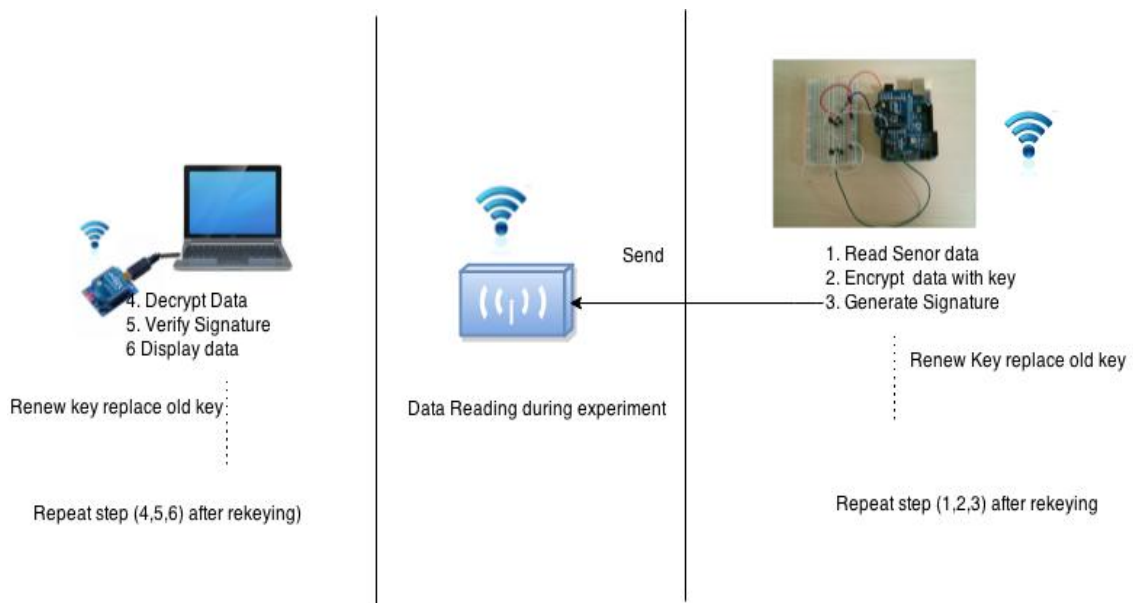 4. Decrypt Data
5. Verify Signature
6 Display data
Renew key replace old key
Repeat step (4,5,6) after rekeying)
Send
Data Reading during experiment
1. Read Senor data
2. Encrypt data with key
3. Generate Signature
Renew Key replace old key
Repeat step (1,2,3) after rekeying